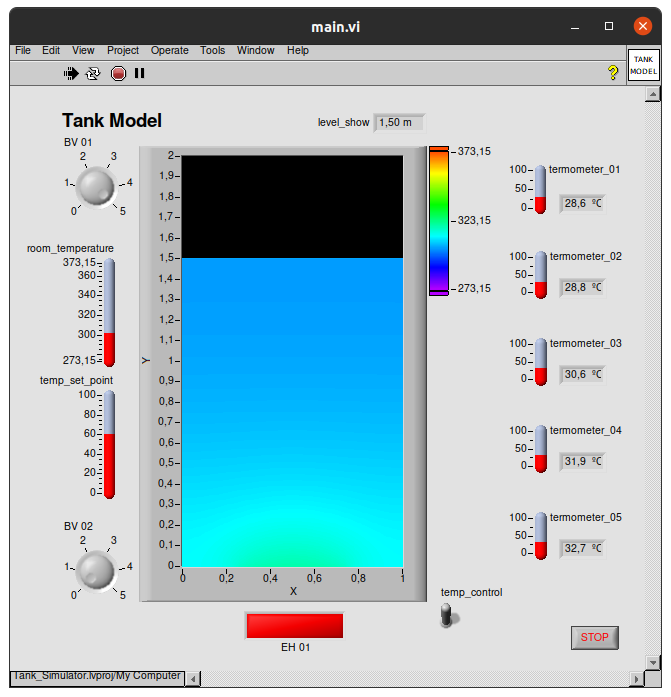 main.vi
File Edit View Project Operate Tools Window Help
TANK
MODEL
?
Tank Model
level_show 1,50 m
BV 01
0 1 2 3 4 5
room_temperature
373,15
360
340
320
300
273,15
temp_set_point
100
80
60
40
20
0
BV 02
0 1 2 3 4 5
Y
2
1,9
1,8
1,7
1,6
1,5
1,4
1,3
1,2
1,1
1
0,9
0,8
0,7
0,6
0,5
0,4
0,3
0,2
0,1
0
0 0,2 0,4 0,6 0,8 1
X
373,15
323,15
273,15
termometer_01
100
50
0
28,6 ºC
termometer_02
100
50
0
28,8 ºC
termometer_03
100
50
0
30,6 ºC
termometer_04
100
50
0
31,9 ºC
termometer_05
100
50
0
32,7 ºC
EH 01
temp_control
STOP
Tank_Simulator.lvproj/My Computer